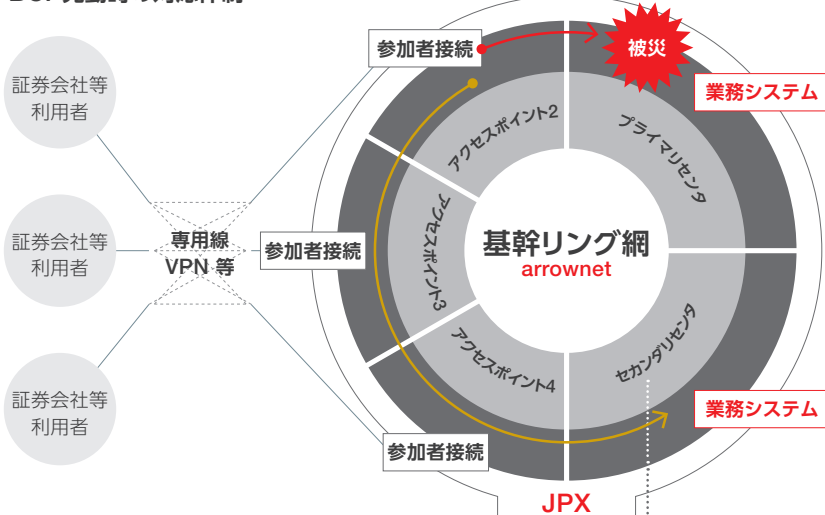 参加者接続
被災
業務システム
証券会社等
利用者
アクセスポイント2
プライマリセンタ
証券会社等
利用者
専用線
VPN 等
参加者接続
アクセスポイント3
基幹リング網
arrownet
アクセスポイント4
セカンダリセンタ
証券会社等
利用者
業務システム
参加者接続
JPX